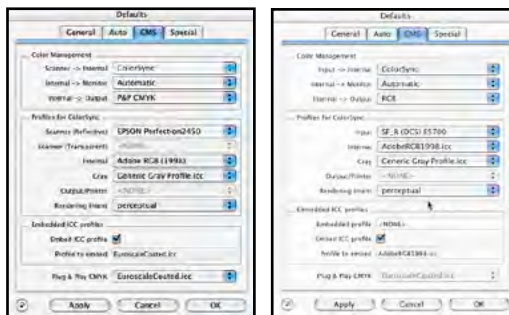 Defaults
General Auto CMS Special
Color Management
Scanner -> Internal ColorSync
Internal -> Monitor Automatic
Internal -> Output P&P CMYK
Profiles for ColorSync
Scanner (Reflective) EPSON Perfection2450
Scanner (Transparent) <NONE>
Internal Adobe RGB (1998)
Gray Generic Gray Profile.icc
Output/Printer <NONE>
Rendering Intent perceptual
Embedded ICC profiles
Embed ICC profile
Profile to embed EuroscaleCoated.icc
Plug & Play CMYK EuroscaleCoated.icc
Apply Cancel OK
Defaults
General Auto CMS Special
Color Management
Input -> Internal ColorSync
Internal -> Monitor Automatic
Internal -> Output RGB
Profiles for ColorSync
Input SF_R (DCS) E5700
Internal AdobeRGB1998.icc
Gray Generic Gray Profile.icc
Output/Printer <NONE>
Rendering Intent perceptual
Embedded ICC profiles
Embedded profile <NONE>
Embed ICC profile
Profile to embed AdobeRGB1998.icc
Plug & Play CMYK EuroscaleCoated.icc
Apply Cancel OK